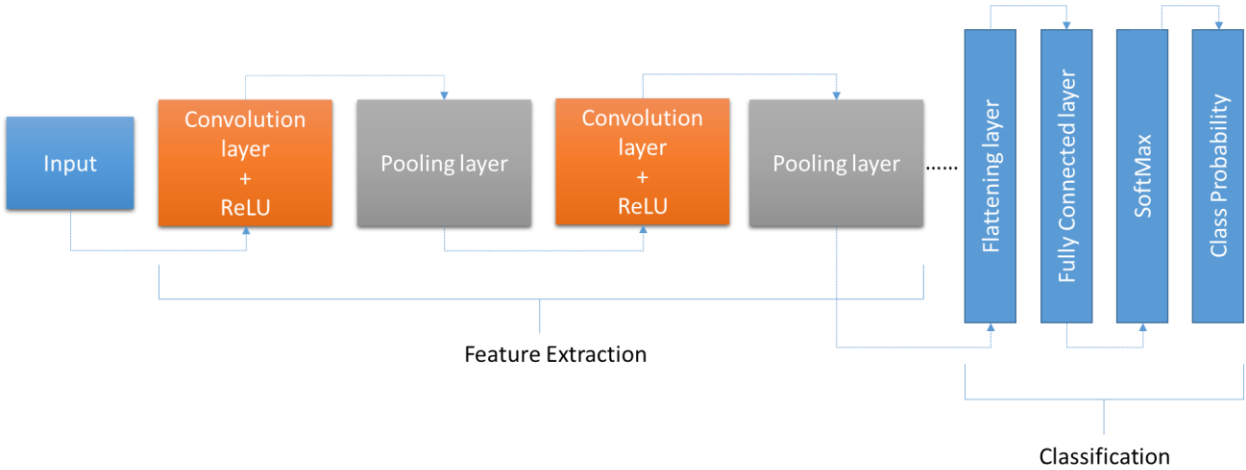 Input
Convolution
layer
+
ReLU
Pooling layer
Convolution
layer
+
ReLU
Pooling layer
......
Flattening layer
Fully Connected layer
SoftMax
Class Probability
Feature Extraction
Classification